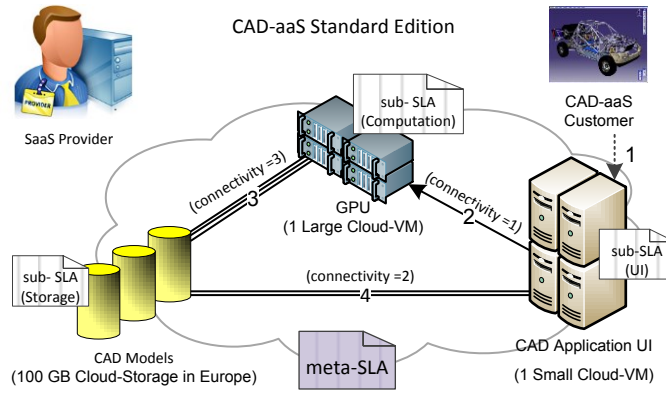 CAD-aaS Standard Edition
PROVIDER
SaaS Provider
sub- SLA
(Computation)
CAD-aaS
Customer
1
(connectivity =3)
3
GPU
(1 Large Cloud-VM)
(connectivity =1)
2
sub- SLA
(Storage)
sub-SLA
(UI)
(connectivity =2)
4
CAD Models
(100 GB Cloud-Storage in Europe)
meta-SLA
CAD Application UI
(1 Small Cloud-VM)